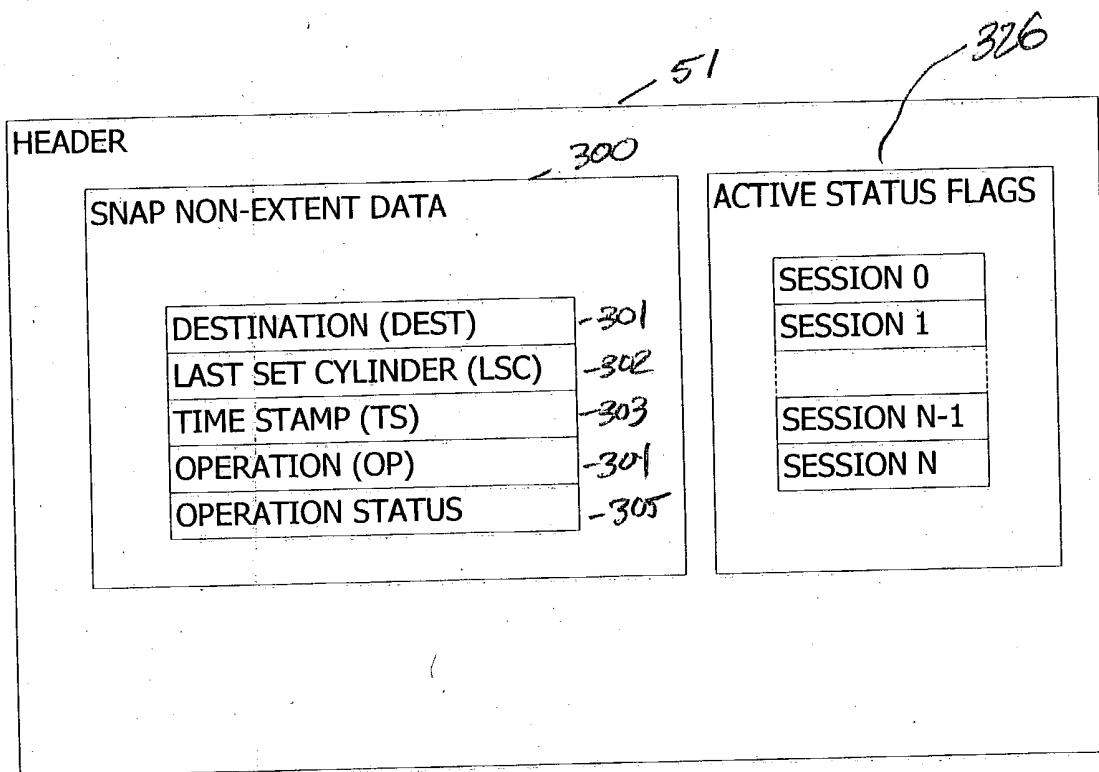 326
51
HEADER
300
SNAP NON-EXTENT DATA
ACTIVE STATUS FLAGS
SESSION 0
DESTINATION (DEST) -301
SESSION 1
LAST SET CYLINDER (LSC) -302
TIME STAMP (TS) -303
SESSION N-1
OPERATION (OP) -301
SESSION N
OPERATION STATUS -305